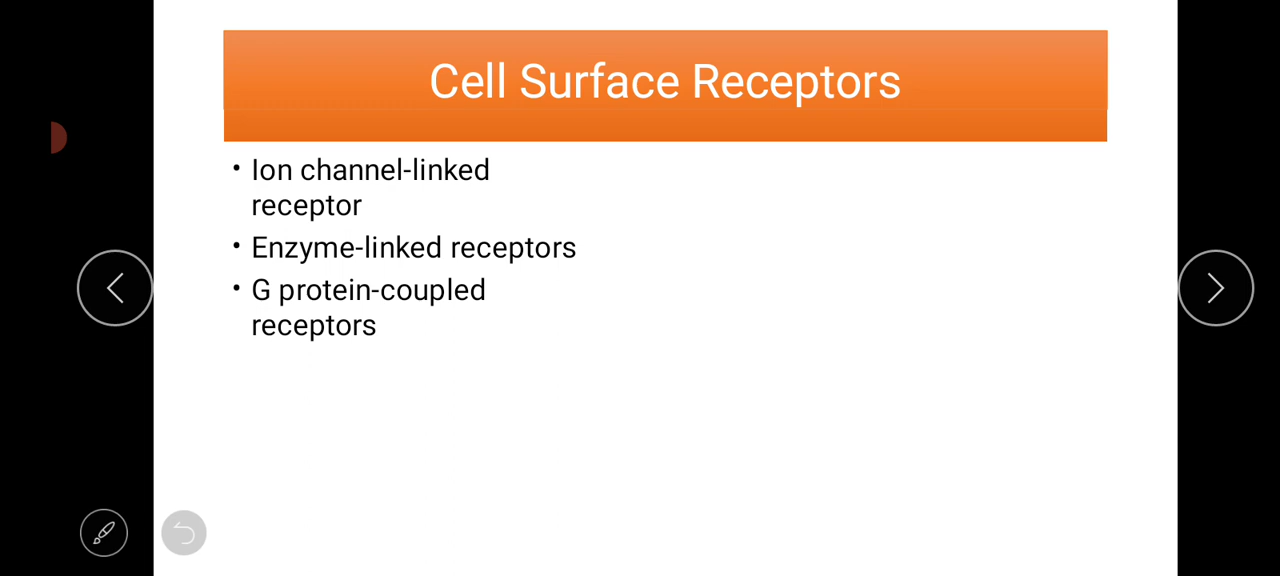 Cell Surface Receptors
• Ion channel-linked
receptor
• Enzyme-linked receptors
• G protein-coupled
receptors